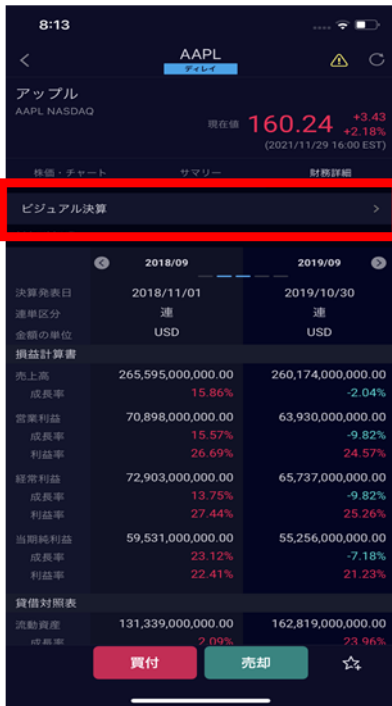 8:13
AAPL
ディレイ
アップル
AAPL NASDAQ
現在値 160.24 +3.43
+2.18%
(2021/11/29 16:00 EST)
株価・チャート サマリー 財務詳細
ビジュアル決算
2018/09 2019/09
決算発表日 2018/11/01 2019/10/30
連単区分 連 連
金額の単位 USD USD
損益計算書
売上高 265,595,000,000.00 260,174,000,000.00
成長率 15.86% -2.04%
営業利益 70,898,000,000.00 63,930,000,000.00
成長率 15.57% -9.82%
利益率 26.69% 24.57%
経常利益 72,903,000,000.00 65,737,000,000.00
成長率 13.75% -9.82%
利益率 27.44% 25.26%
当期純利益 59,531,000,000.00 55,256,000,000.00
成長率 23.12% -7.18%
利益率 22.41% 21.23%
貸借対照表
流動資産 131,339,000,000.00 162,819,000,000.00
成長率 2.09% 23.96%
買付 売却